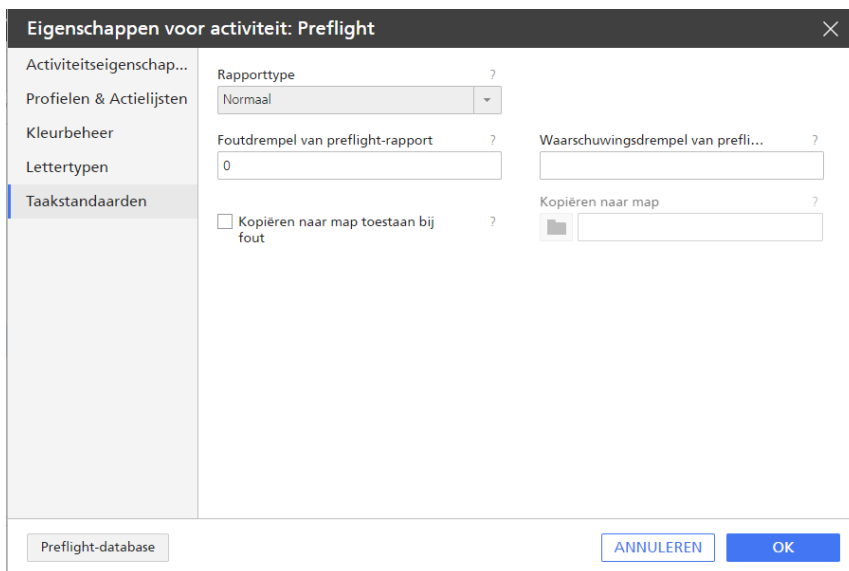 Eigenschappen voor activiteit: Preflight
Activiteitseigenschap...
Profielen & Actielijsten
Kleurbeheer
Lettertypen
Taakstandaarden
Rapporttype ?
Normaal
Foutdrempel van preflight-rapport ?
0
Waarschuwingsdrempel van prefli... ?
Kopiëren naar map toestaan bij
fout
?
Kopiëren naar map ?
Preflight-database
ANNULEREN
OK